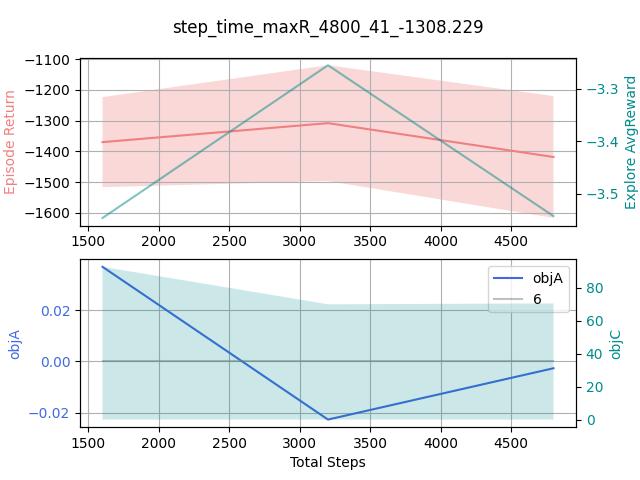 step_time_maxR_4800_41_-1308.229
−1100
−1200
−1300
−1400
−1500
−1600
Episode Return
−3.3
−3.4
−3.5
Explore AvgReward
1500 2000 2500 3000 3500 4000 4500
0.02
0.00
−0.02
objA
objA
6
80
60
40
20
0
objC
1500 2000 2500 3000 3500 4000 4500
Total Steps